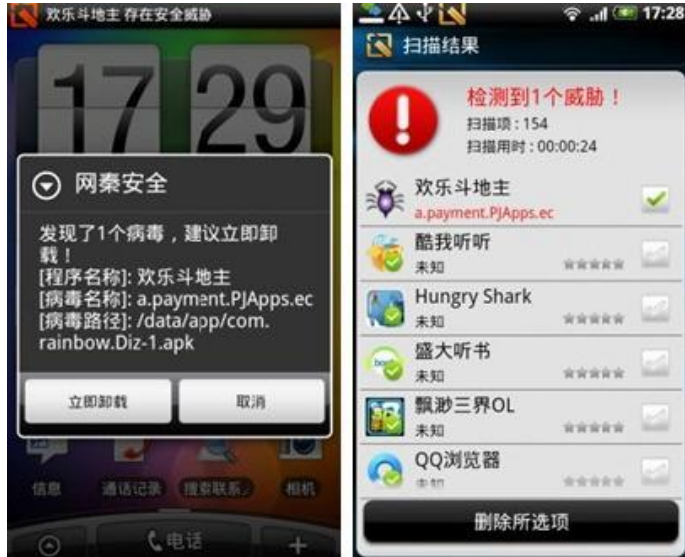 欢乐斗地主 存在安全威胁
17 29
网秦安全
发现了1个病毒，建议立即卸
载！
[程序名称]: 欢乐斗地主
[病毒名称]: a.payment.PJApps.ec
[病毒路径]: /data/app/com.
rainbow.Diz-1.apk
立即卸载 取消
信息 通话记录 搜索联系 相机
电话
17:28
扫描结果
检测到1个威胁！
扫描项 : 154
扫描用时 : 00:00:24
欢乐斗地主
a.payment.PJApps.ec
酷我听听
未知
Hungry Shark
未知
盛大听书
未知
飘渺三界OL
未知
QQ浏览器
未知
删除所选项